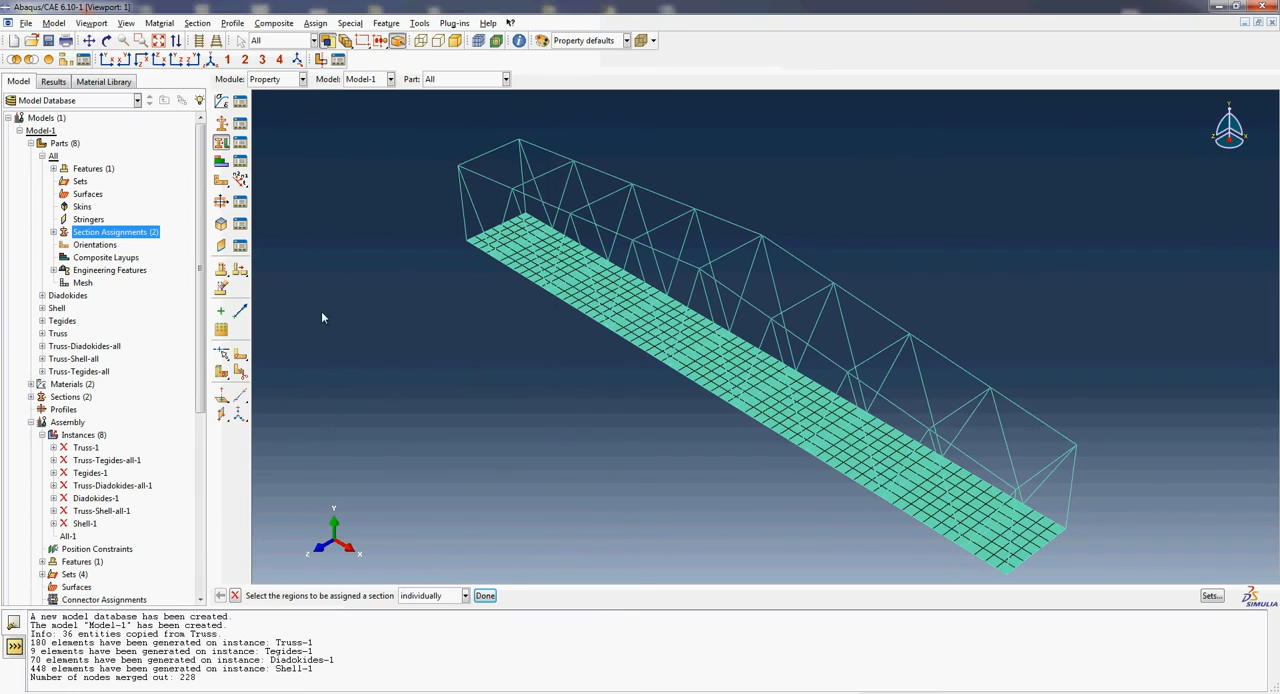 Abaqus/CAE 6.10-1 [Viewport: 1]
File Model Viewport View Material Section Profile Composite Assign Special Feature Tools Plug-ins Help
All Property defaults
1 2 3 4
Model Results Material Library Module: Property Model: Model-1 Part: All
Model Database
Models (1)
Model-1
Parts (8)
All
Features (1)
Sets
Surfaces
Skins
Stringers
Section Assignments (2)
Orientations
Composite Layups
Engineering Features
Mesh
Diadokides
Shell
Tegides
Truss
Truss-Diadokides-all
Truss-Shell-all
Truss-Tegides-all
Materials (2)
Sections (2)
Profiles
Assembly
Instances (8)
Truss-1
Truss-Tegides-all-1
Tegides-1
Truss-Diadokides-all-1
Diadokides-1
Truss-Shell-all-1
Shell-1
All-1
Position Constraints
Features (1)
Sets (4)
Surfaces
Connector Assignments
Y
Z X
Y
Z X
Select the regions to be assigned a section individually Done Sets...
SIMULIA
A new model database has been created.
The model "Model-1" has been created.
Info: 36 entities copied from Truss.
180 elements have been generated on instance: Truss-1
9 elements have been generated on instance: Tegides-1
70 elements have been generated on instance: Diadokides-1
448 elements have been generated on instance: Shell-1
Number of nodes merged out: 228